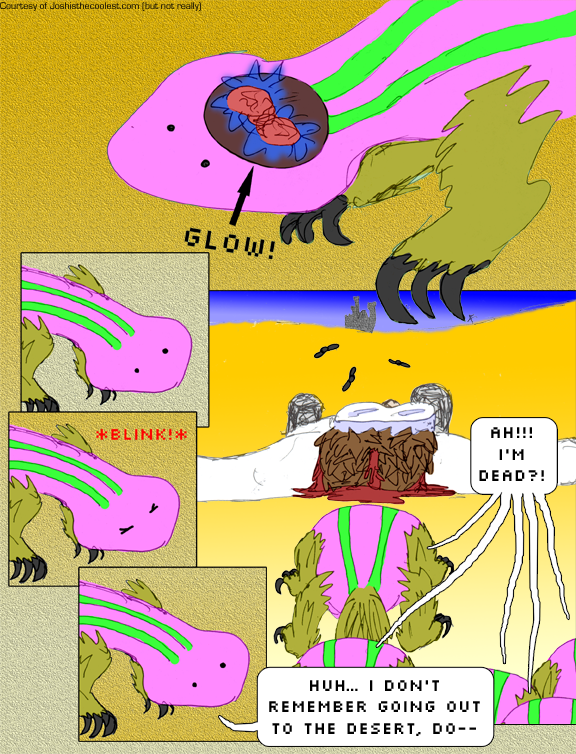 Courtesy of Joshisthecoolest.com (but not really)
GLOW!
*BLINK!*
AH!!!
I'M
DEAD?!
HUH... I DON'T
REMEMBER GOING OUT
TO THE DESERT, DO--